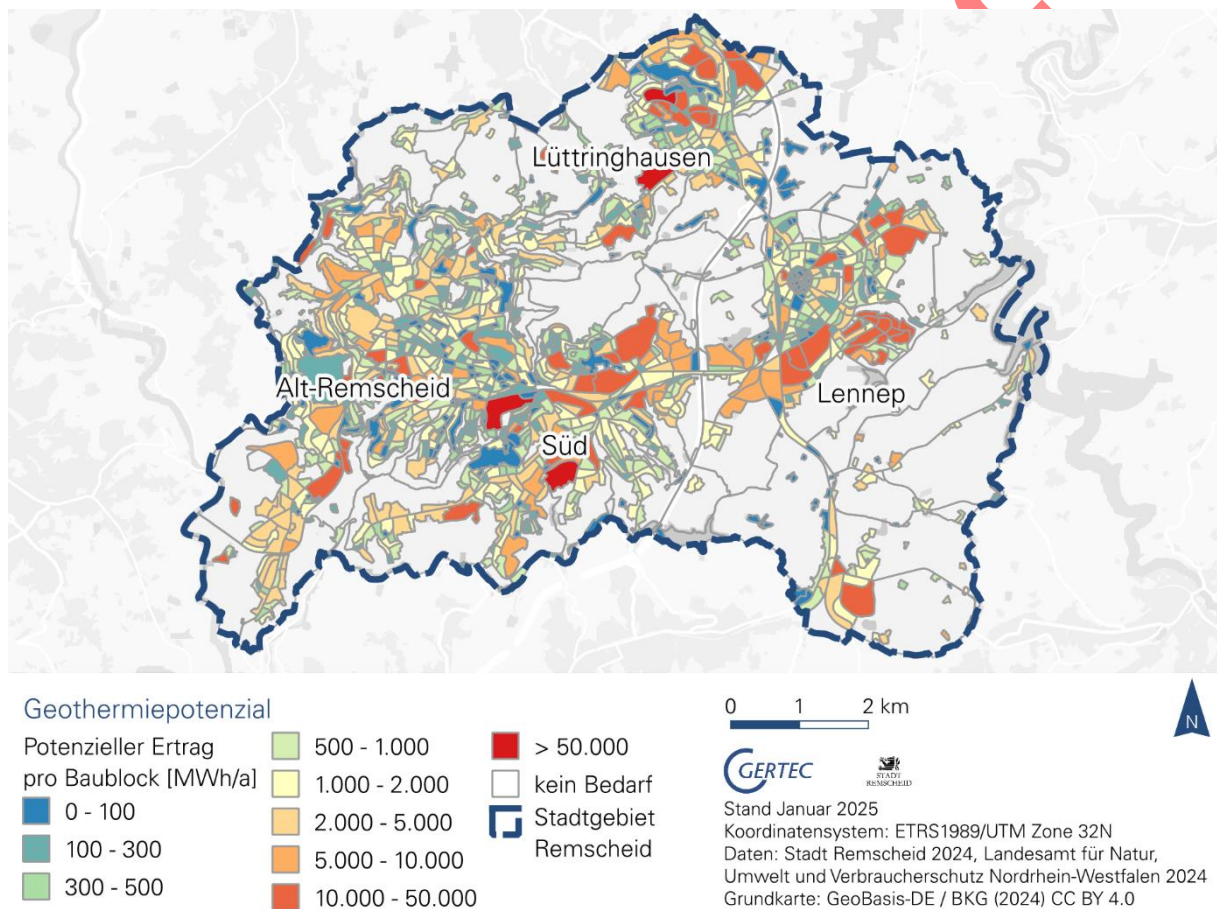 Lüttringhausen
Alt-Remscheid
Lennep
Süd
Geothermiepotenzial
Potenzieller Ertrag
pro Baublock [MWh/a]
0 - 100
100 - 300
300 - 500
500 - 1.000
1.000 - 2.000
2.000 - 5.000
5.000 - 10.000
10.000 - 50.000
> 50.000
kein Bedarf
Stadtgebiet
Remscheid
0 1 2 km
N
GERTEC
STADT
REMSCHEID
Stand Januar 2025
Koordinatensystem: ETRS1989/UTM Zone 32N
Daten: Stadt Remscheid 2024, Landesamt für Natur,
Umwelt und Verbraucherschutz Nordrhein-Westfalen 2024
Grundkarte: GeoBasis-DE / BKG (2024) CC BY 4.0